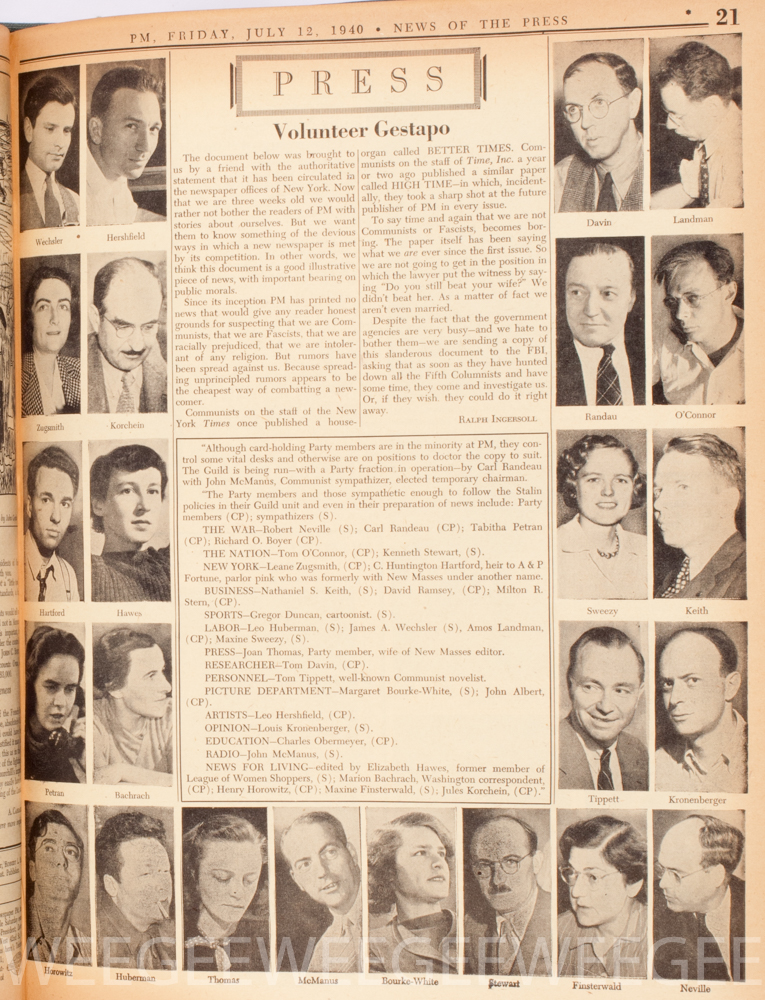 PM, FRIDAY, JULY 12, 1940 • NEWS OF THE PRESS
21
PRESS
Volunteer Gestapo
The document below was brought to
us by a friend with the authoritative
statement that it has been circulated in
the newspaper offices of New York. Now
that we are three weeks old we would
rather not bother the readers of PM with
stories about ourselves. But we want
them to know something of the devious
ways in which a new newspaper is met
by its competition. In other words, we
think this document is a good illustrative
piece of news, with important bearing on
public morals.
Since its inception PM has printed no
news that would give any reader honest
grounds for suspecting that we are Com-
munists, that we are Fascists, that we are
racially prejudiced, that we are intoler-
ant of any religion. But rumors have
been spread against us. Because spread-
ing unprincipled rumors appears to be
the cheapest way of combatting a new-
comer.
Communists on the staff of the New
York Times once published a house-
organ called BETTER TIMES. Com-
munists on the staff of Time, Inc. a year
or two ago published a similar paper
called HIGH TIME—in which, incident-
ally, they took a sharp shot at the future
publisher of PM in every issue.
To say time and again that we are not
Communists or Fascists, becomes bor-
ing. The paper itself has been saying
what we are ever since the first issue. So
we are not going to get in the position in
which the lawyer put the witness by say-
ing "Do you still beat your wife?" We
didn't beat her. As a matter of fact we
aren't even married.
Despite the fact that the government
agencies are very busy—and we hate to
bother them—we are sending a copy of
this slanderous document to the FBI,
asking that as soon as they have hunted
down all the Fifth Columnists and have
some time, they come and investigate us.
Or, if they wish, they could do it right
away.
RALPH INGERSOLL
"Although card-holding Party members are in the minority at PM, they con-
trol some vital desks and otherwise are on positions to doctor the copy to suit.
The Guild is being run—with a Party fraction in operation—by Carl Randeau
with John McManus, Communist sympathizer, elected temporary chairman.
"The Party members and those sympathetic enough to follow the Stalin
policies in their Guild unit and even in their preparation of news include: Party
members (CP); sympathizers (S).
THE WAR—Robert Neville (S); Carl Randeau (CP); Tabitha Petran
(CP); Richard O. Boyer (CP).
THE NATION—Tom O'Connor, (CP); Kenneth Stewart, (S).
NEW YORK—Leane Zugsmith, (CP); C. Huntington Hartford, heir to A & P
Fortune, parlor pink who was formerly with New Masses under another name.
BUSINESS—Nathaniel S. Keith, (S); David Ramsey, (CP); Milton R.
Stern, (CP).
SPORTS—Gregor Duncan, cartoonist. (S).
LABOR—Leo Huberman, (S); James A. Wechsler (S), Amos Landman,
(CP); Maxine Sweezy, (S).
PRESS—Joan Thomas, Party member, wife of New Masses editor.
RESEARCHER—Tom Davin, (CP).
PERSONNEL—Tom Tippett, well-known Communist novelist.
PICTURE DEPARTMENT—Margaret Bourke-White, (S); John Albert,
(CP).
ARTISTS—Leo Hershfield, (CP).
OPINION—Louis Kronenberger, (S).
EDUCATION—Charles Obermeyer, (CP).
RADIO—John McManus, (S).
NEWS FOR LIVING—edited by Elizabeth Hawes, former member of
League of Women Shoppers, (S); Marion Bachrach, Washington correspondent,
(CP); Henry Horowitz, (CP); Maxine Finsterwald, (S); Jules Korchein, (CP)."
Wechsler
Hershfield
Davin
Landman
Zugsmith
Korchein
Randau
O'Connor
Hartford
Hawes
Sweezy
Keith
Petran
Bachrach
Tippett
Kronenberger
Horowitz
Huberman
Thomas
McManus
Bourke-White
Stewart
Finsterwald
Neville
WEEGEEWEEGEEWEEGEEWEEGEE